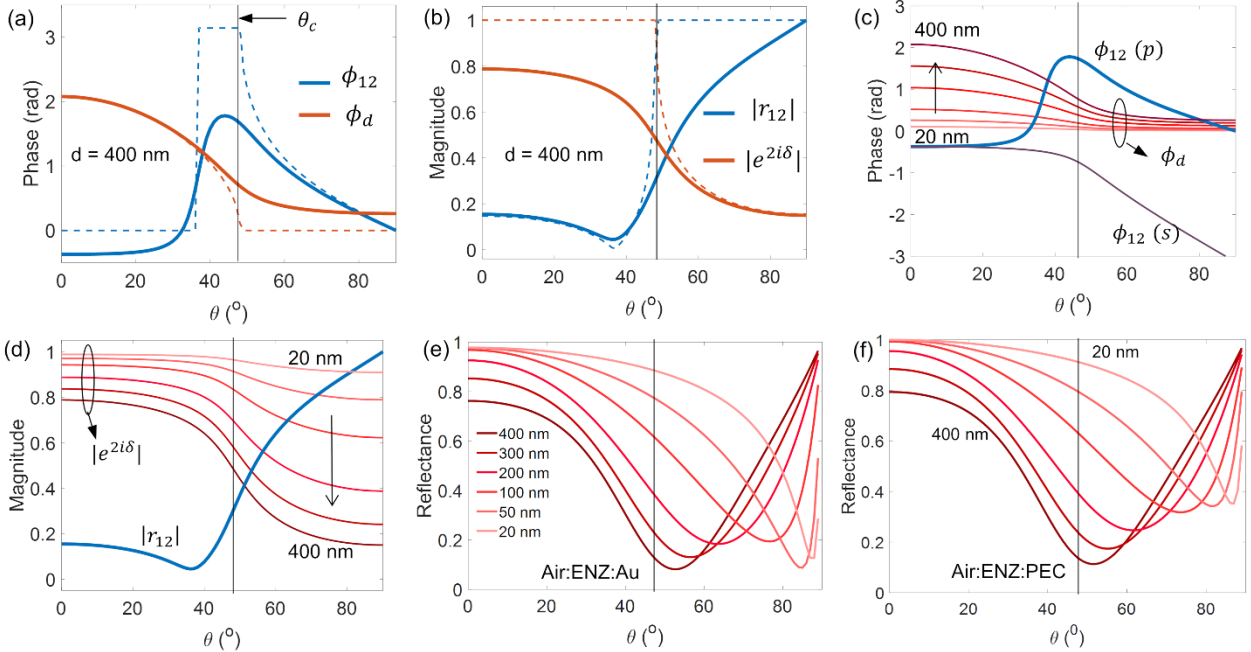 (a)
θc
ϕ12
ϕd
d = 400 nm
Phase (rad)
3
2
1
0
0 20 40 60 80
θ (o)
(b)
|r12|
|e2iδ|
d = 400 nm
Magnitude
1
0.8
0.6
0.4
0.2
0
0 20 40 60 80
θ (o)
(c)
400 nm
20 nm
ϕ12 (p)
ϕd
ϕ12 (s)
Phase (rad)
3
2
1
0
-1
-2
-3
0 20 40 60 80
θ (o)
(d)
20 nm
|e2iδ|
|r12|
400 nm
Magnitude
1
0.8
0.6
0.4
0.2
0
0 20 40 60 80
θ (o)
(e)
400 nm
300 nm
200 nm
100 nm
50 nm
20 nm
Air:ENZ:Au
Reflectance
1
0.8
0.6
0.4
0.2
0
0 20 40 60 80
θ (o)
(f)
20 nm
400 nm
Air:ENZ:PEC
Reflectance
1
0.8
0.6
0.4
0.2
0
0 20 40 60 80
θ (0)